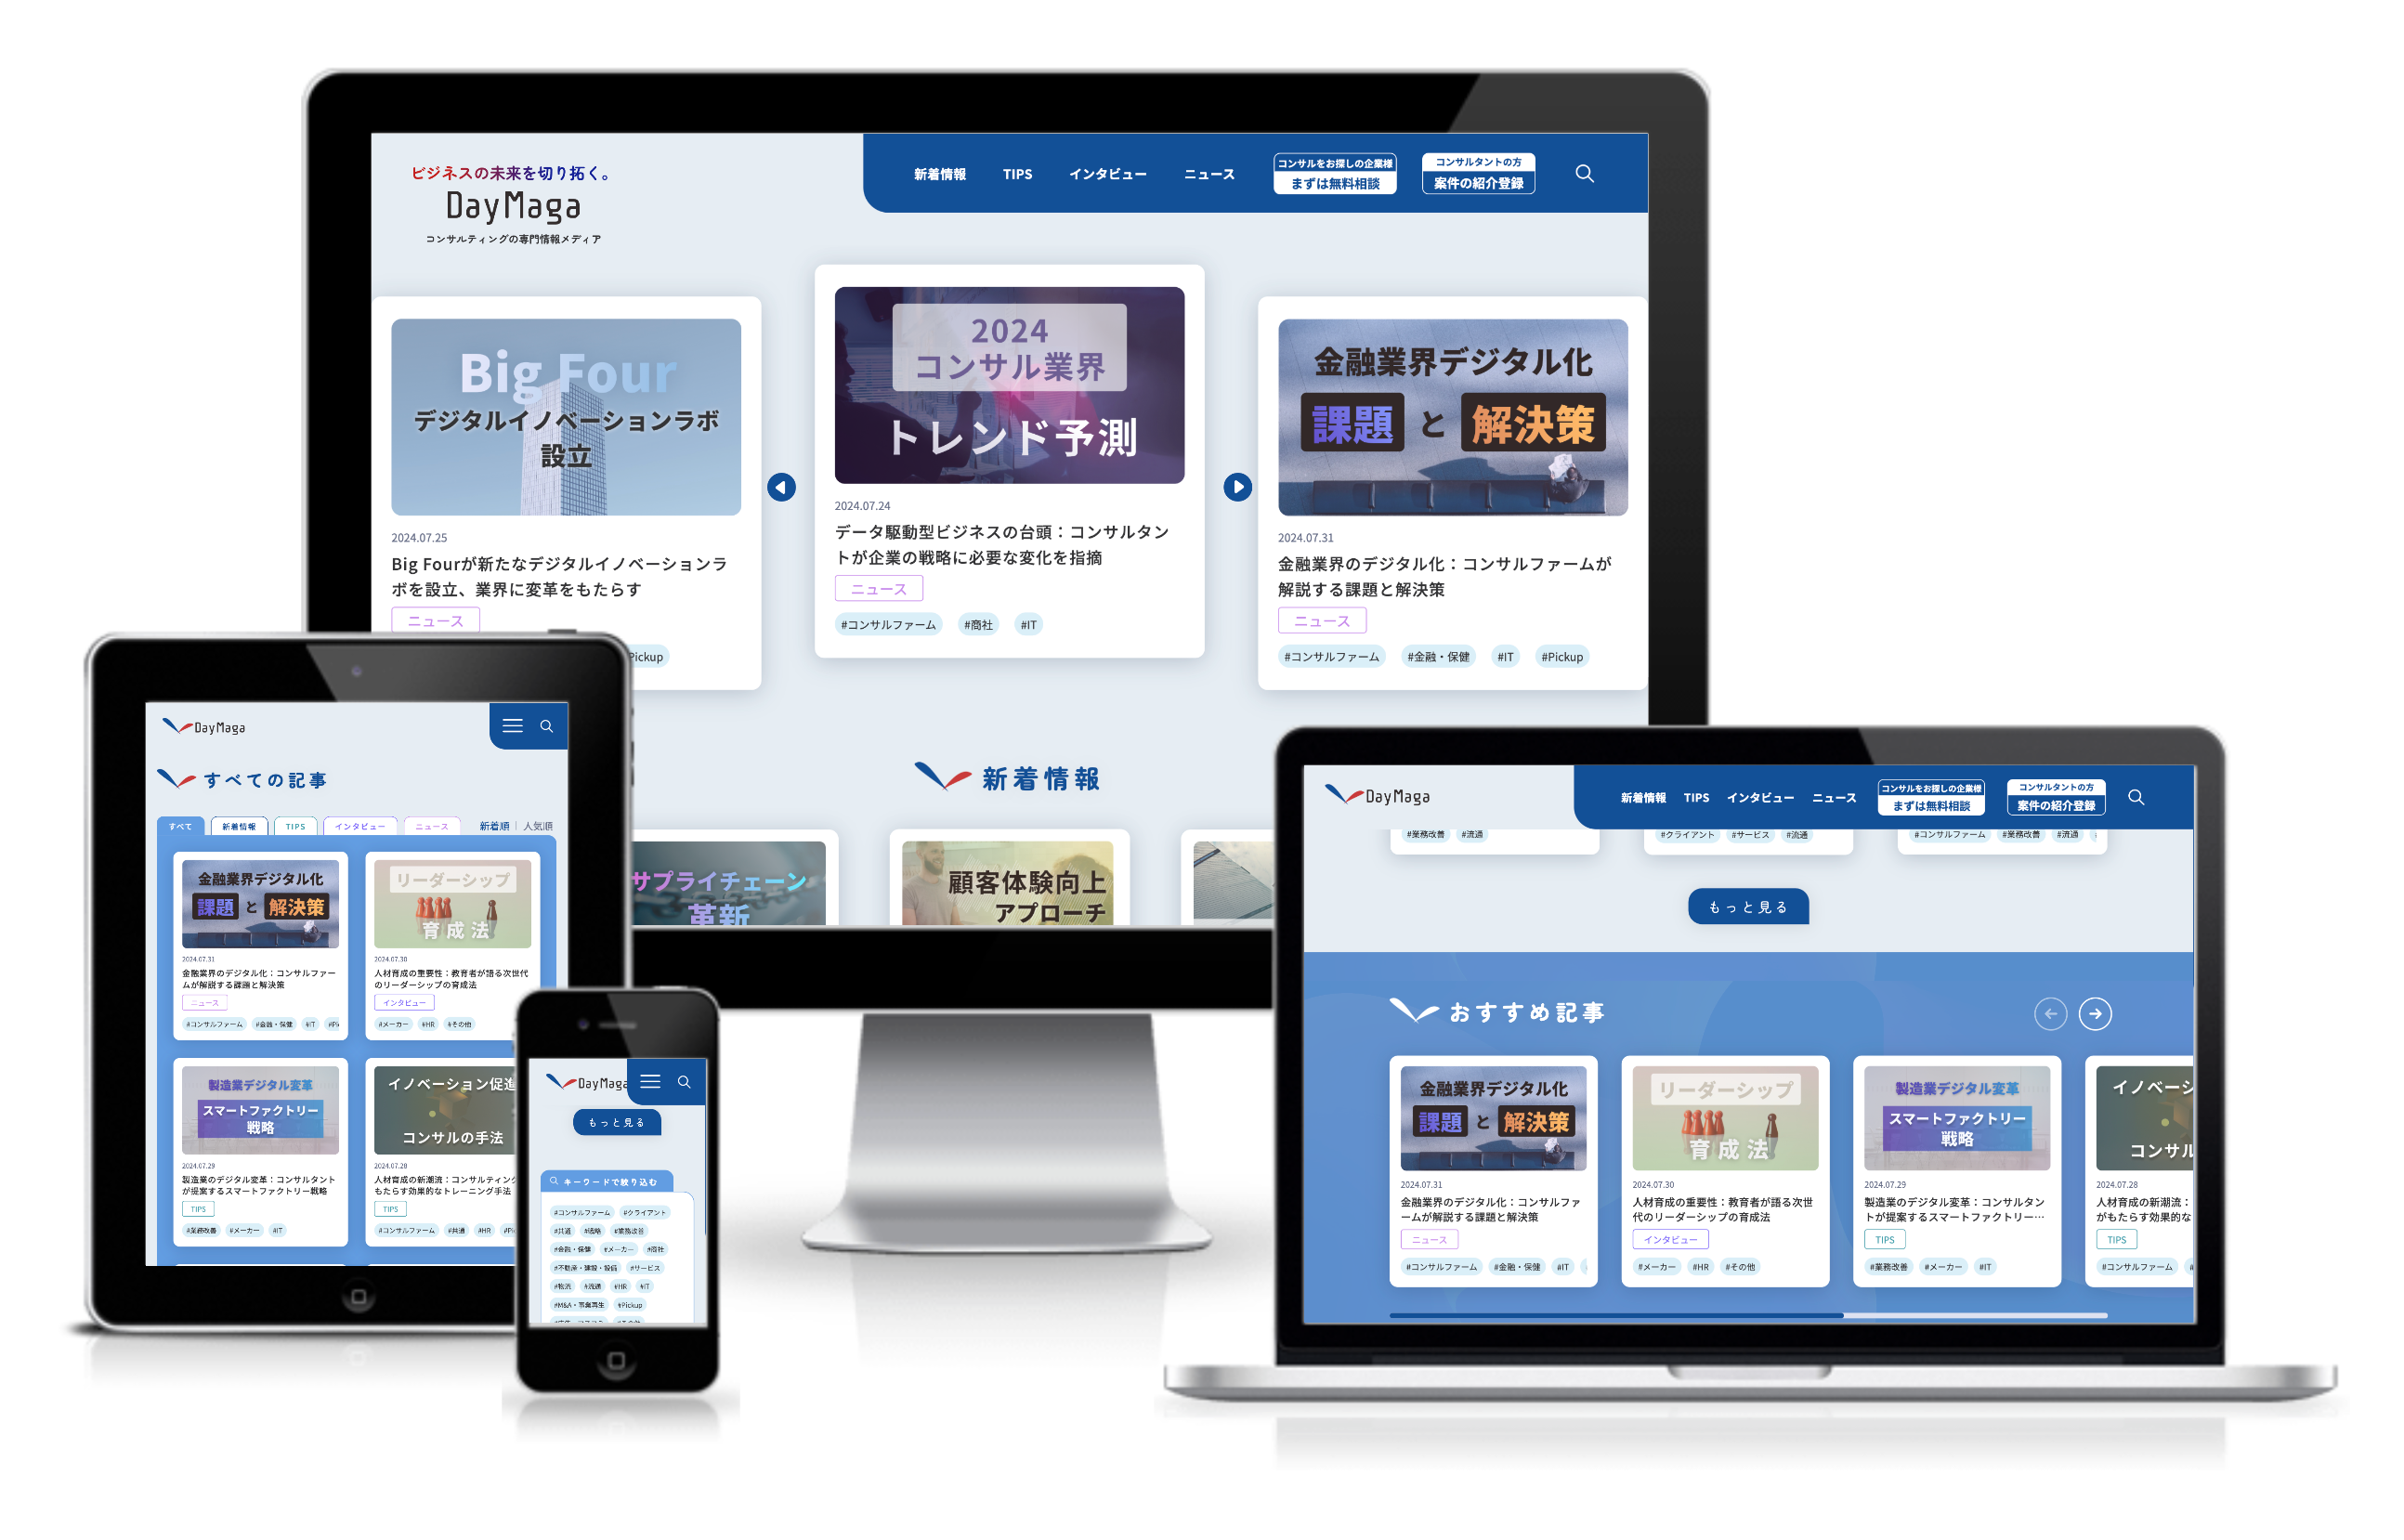 ビジネスの未来を切り拓く。
DayMaga
コンサルティングの専門情報メディア
新着情報
TIPS
インタビュー
ニュース
コンサルをお探しの企業様
まずは無料相談
コンサルタントの方
案件の紹介登録
Big Four
デジタルイノベーションラボ
設立
2024.07.25
Big Fourが新たなデジタルイノベーションラ
ボを設立、業界に変革をもたらす
ニュース
Pickup
2024
コンサル業界
トレンド予測
2024.07.24
データ駆動型ビジネスの台頭：コンサルタン
トが企業の戦略に必要な変化を指摘
ニュース
#コンサルファーム #商社 #IT
金融業界デジタル化
課題 と 解決策
2024.07.31
金融業界のデジタル化：コンサルファームが
解説する課題と解決策
ニュース
#コンサルファーム #金融・保健 #IT #Pickup
新着情報
サプライチェーン
革新
顧客体験向上
アプローチ
DayMaga
すべての記事
すべて 新着情報 TIPS インタビュー ニュース 新着順 | 人気順
金融業界デジタル化
課題 と 解決策
2024.07.31
金融業界のデジタル化：コンサルファー
ムが解説する課題と解決策
ニュース
#コンサルファーム #金融・保健 #IT #Pi
リーダーシップ
育成法
2024.07.30
人材育成の重要性：教育者が語る次世代
のリーダーシップの育成法
インタビュー
#メーカー #HR #その他
製造業デジタル変革
スマートファクトリー
戦略
2024.07.29
製造業のデジタル変革：コンサルタント
が提案するスマートファクトリー戦略
TIPS
#業務改善 #メーカー #IT
イノベーション促進
コンサルの手法
2024.07.28
人材育成の新潮流：コンサルティング
もたらす効果的なトレーニング手法
TIPS
#コンサルファーム #共通 #HR #Pi
DayMaga
もっと見る
キーワードで絞り込む
#コンサルファーム #クライアント
#共通 #戦略 #業務改善
#金融・保健 #メーカー #商社
#不動産・建設・設備 #サービス
#物流 #流通 #HR #IT
#M&A・事業再生 #Pickup
DayMaga
新着情報
TIPS
インタビュー
ニュース
コンサルをお探しの企業様
まずは無料相談
コンサルタントの方
案件の紹介登録
#業務改善 #流通
#クライアント #サービス #流通
#コンサルファーム #業務改善 #流通
もっと見る
おすすめ記事
金融業界デジタル化
課題 と 解決策
2024.07.31
金融業界のデジタル化：コンサルファ
ームが解説する課題と解決策
ニュース
#コンサルファーム #金融・保健 #IT
リーダーシップ
育成法
2024.07.30
人材育成の重要性：教育者が語る次世
代のリーダーシップの育成法
インタビュー
#メーカー #HR #その他
製造業デジタル変革
スマートファクトリー
戦略
2024.07.29
製造業のデジタル変革：コンサルタン
トが提案するスマートファクトリー…
TIPS
#業務改善 #メーカー #IT
イノベーシ
コンサル
2024.07.28
人材育成の新潮流：
がもたらす効果的な
TIPS
#コンサルファーム